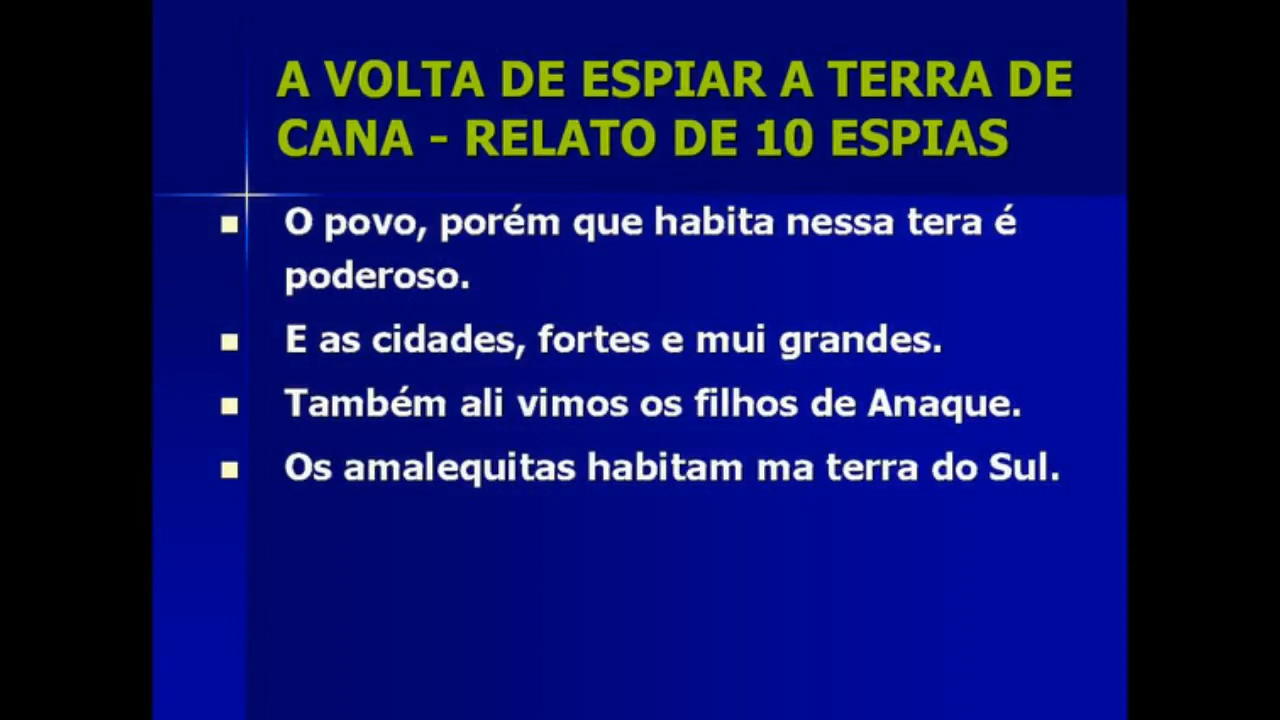 A VOLTA DE ESPIAR A TERRA DE
CANA - RELATO DE 10 ESPIAS
O povo, porém que habita nessa tera é
poderoso.
E as cidades, fortes e mui grandes.
Também ali vimos os filhos de Anaque.
Os amalequitas habitam ma terra do Sul.